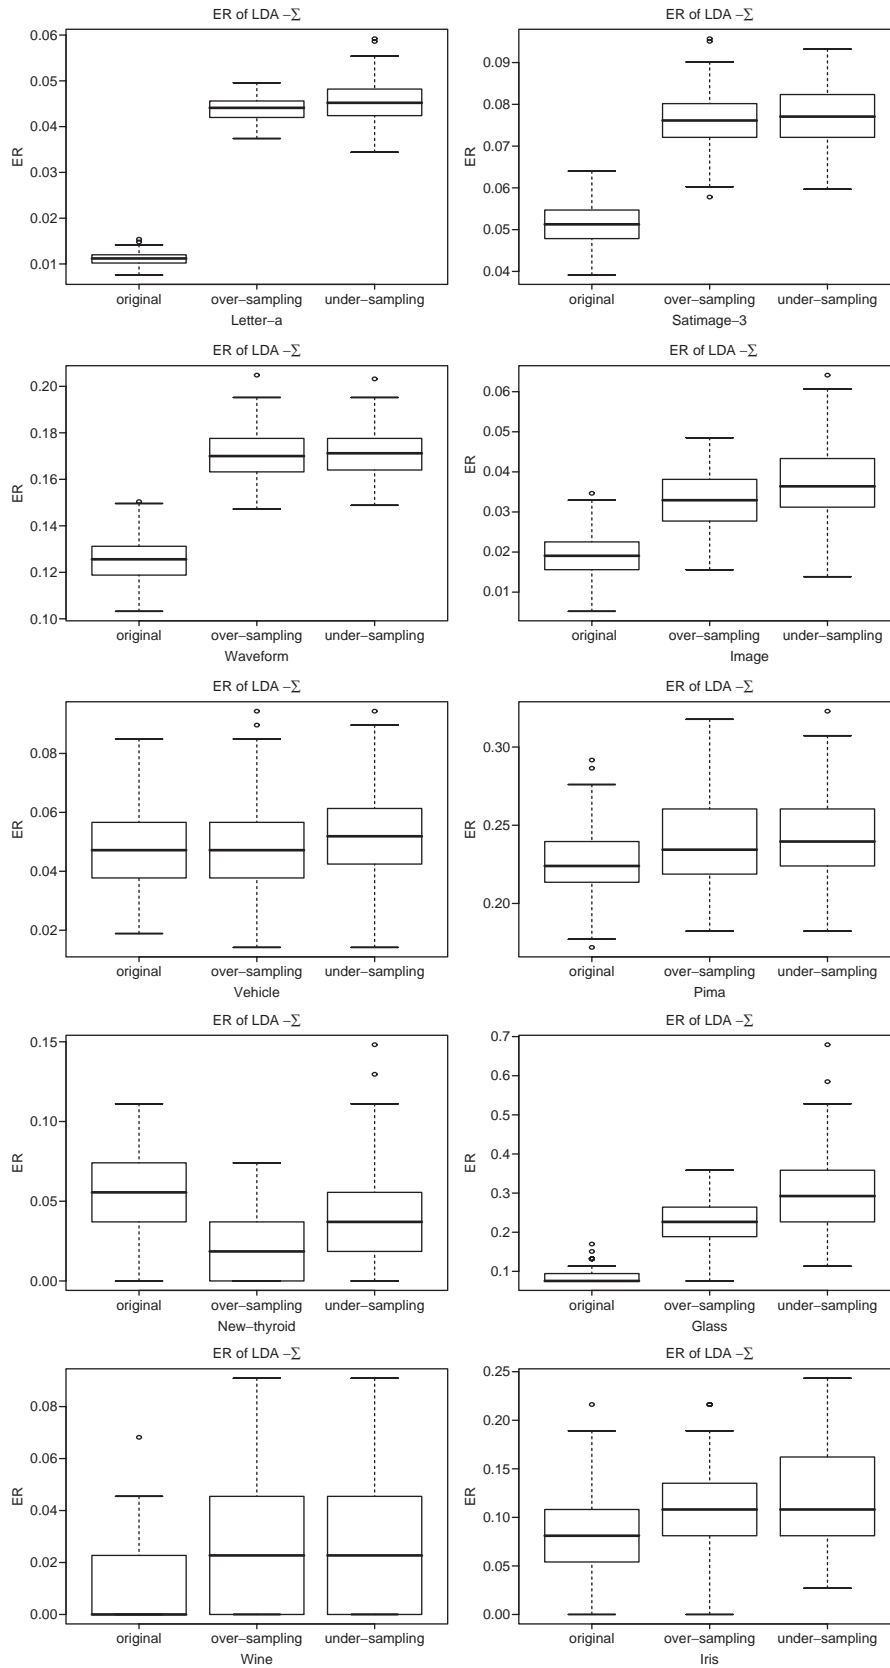 ER of LDA –Σ
ER
0.06
0.05
0.04
0.03
0.01
original
over–sampling
under–sampling
Letter–a
ER of LDA –Σ
ER
0.09
0.08
0.07
0.06
0.05
0.04
original
over–sampling
under–sampling
Satimage–3
ER of LDA –Σ
ER
0.20
0.18
0.16
0.14
0.12
0.10
original
over–sampling
under–sampling
Waveform
ER of LDA –Σ
ER
0.06
0.05
0.04
0.03
0.02
0.01
original
over–sampling
under–sampling
Image
ER of LDA –Σ
ER
0.08
0.06
0.04
0.02
original
over–sampling
under–sampling
Vehicle
ER of LDA –Σ
ER
0.30
0.25
0.20
original
over–sampling
under–sampling
Pima
ER of LDA –Σ
ER
0.15
0.10
0.05
0.00
original
over–sampling
under–sampling
New–thyroid
ER of LDA –Σ
ER
0.7
0.6
0.5
0.4
0.3
0.2
0.1
original
over–sampling
under–sampling
Glass
ER of LDA –Σ
ER
0.08
0.06
0.04
0.02
0.00
original
over–sampling
under–sampling
Wine
ER of LDA –Σ
ER
0.25
0.20
0.15
0.10
0.05
0.00
original
over–sampling
under–sampling
Iris